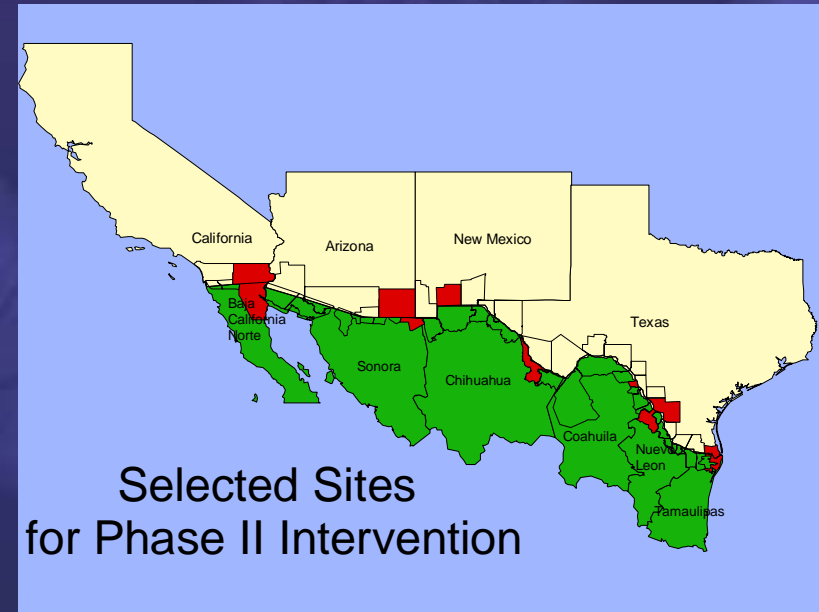 California
Arizona
New Mexico
Texas
Baja
California
Norte
Sonora
Chihuahua
Coahuila
Nuevo
Leon
Tamaulipas
Selected Sites
for Phase II Intervention